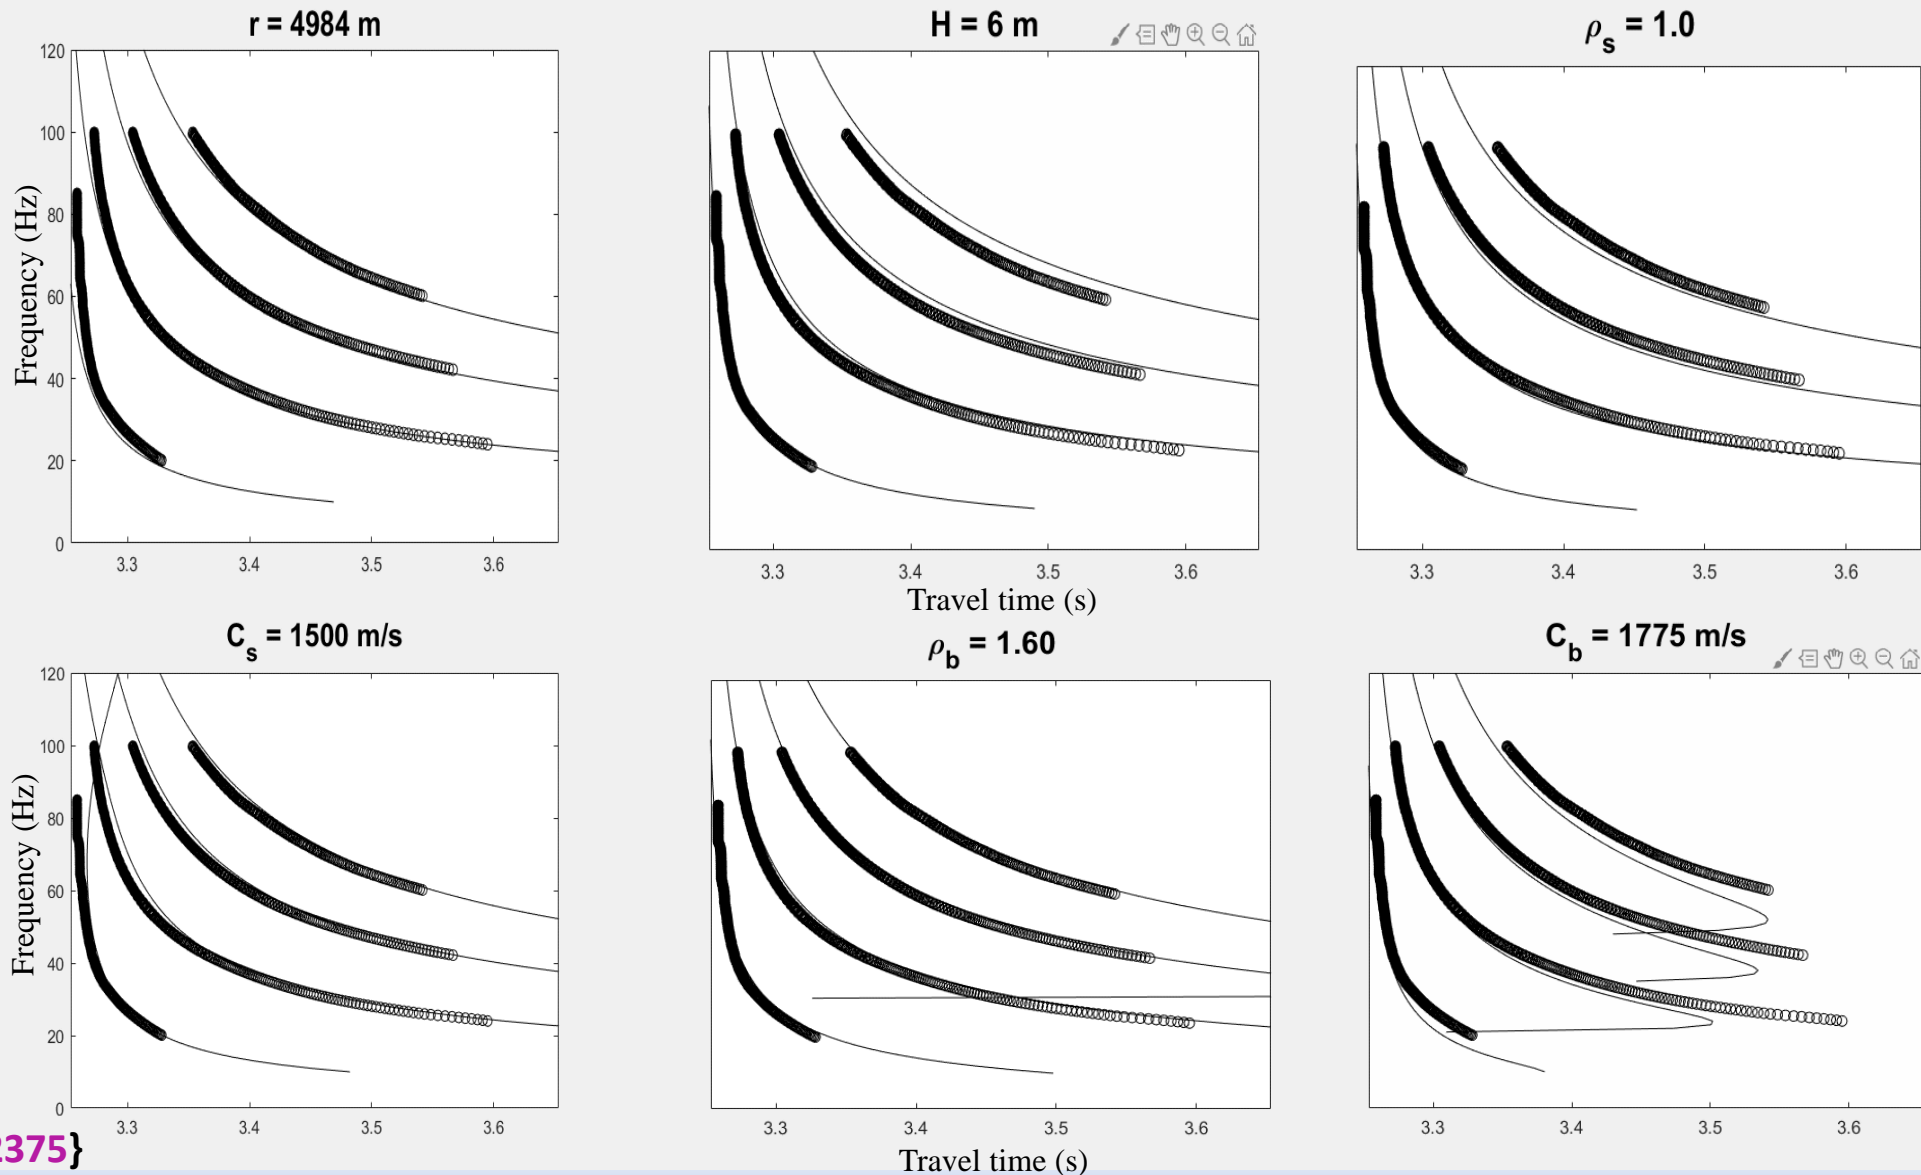 r = 4984 m
H = 6 m
ρs = 1.0
120
100
80
60
40
20
0
Frequency (Hz)
3.3 3.4 3.5 3.6
3.3 3.4 3.5 3.6
3.3 3.4 3.5 3.6
Travel time (s)
Cs = 1500 m/s
ρb = 1.60
Cb = 1775 m/s
120
100
80
60
40
20
0
Frequency (Hz)
3.3 3.4 3.5 3.6
3.3 3.4 3.5 3.6
3.3 3.4 3.5 3.6
Travel time (s)
2375}